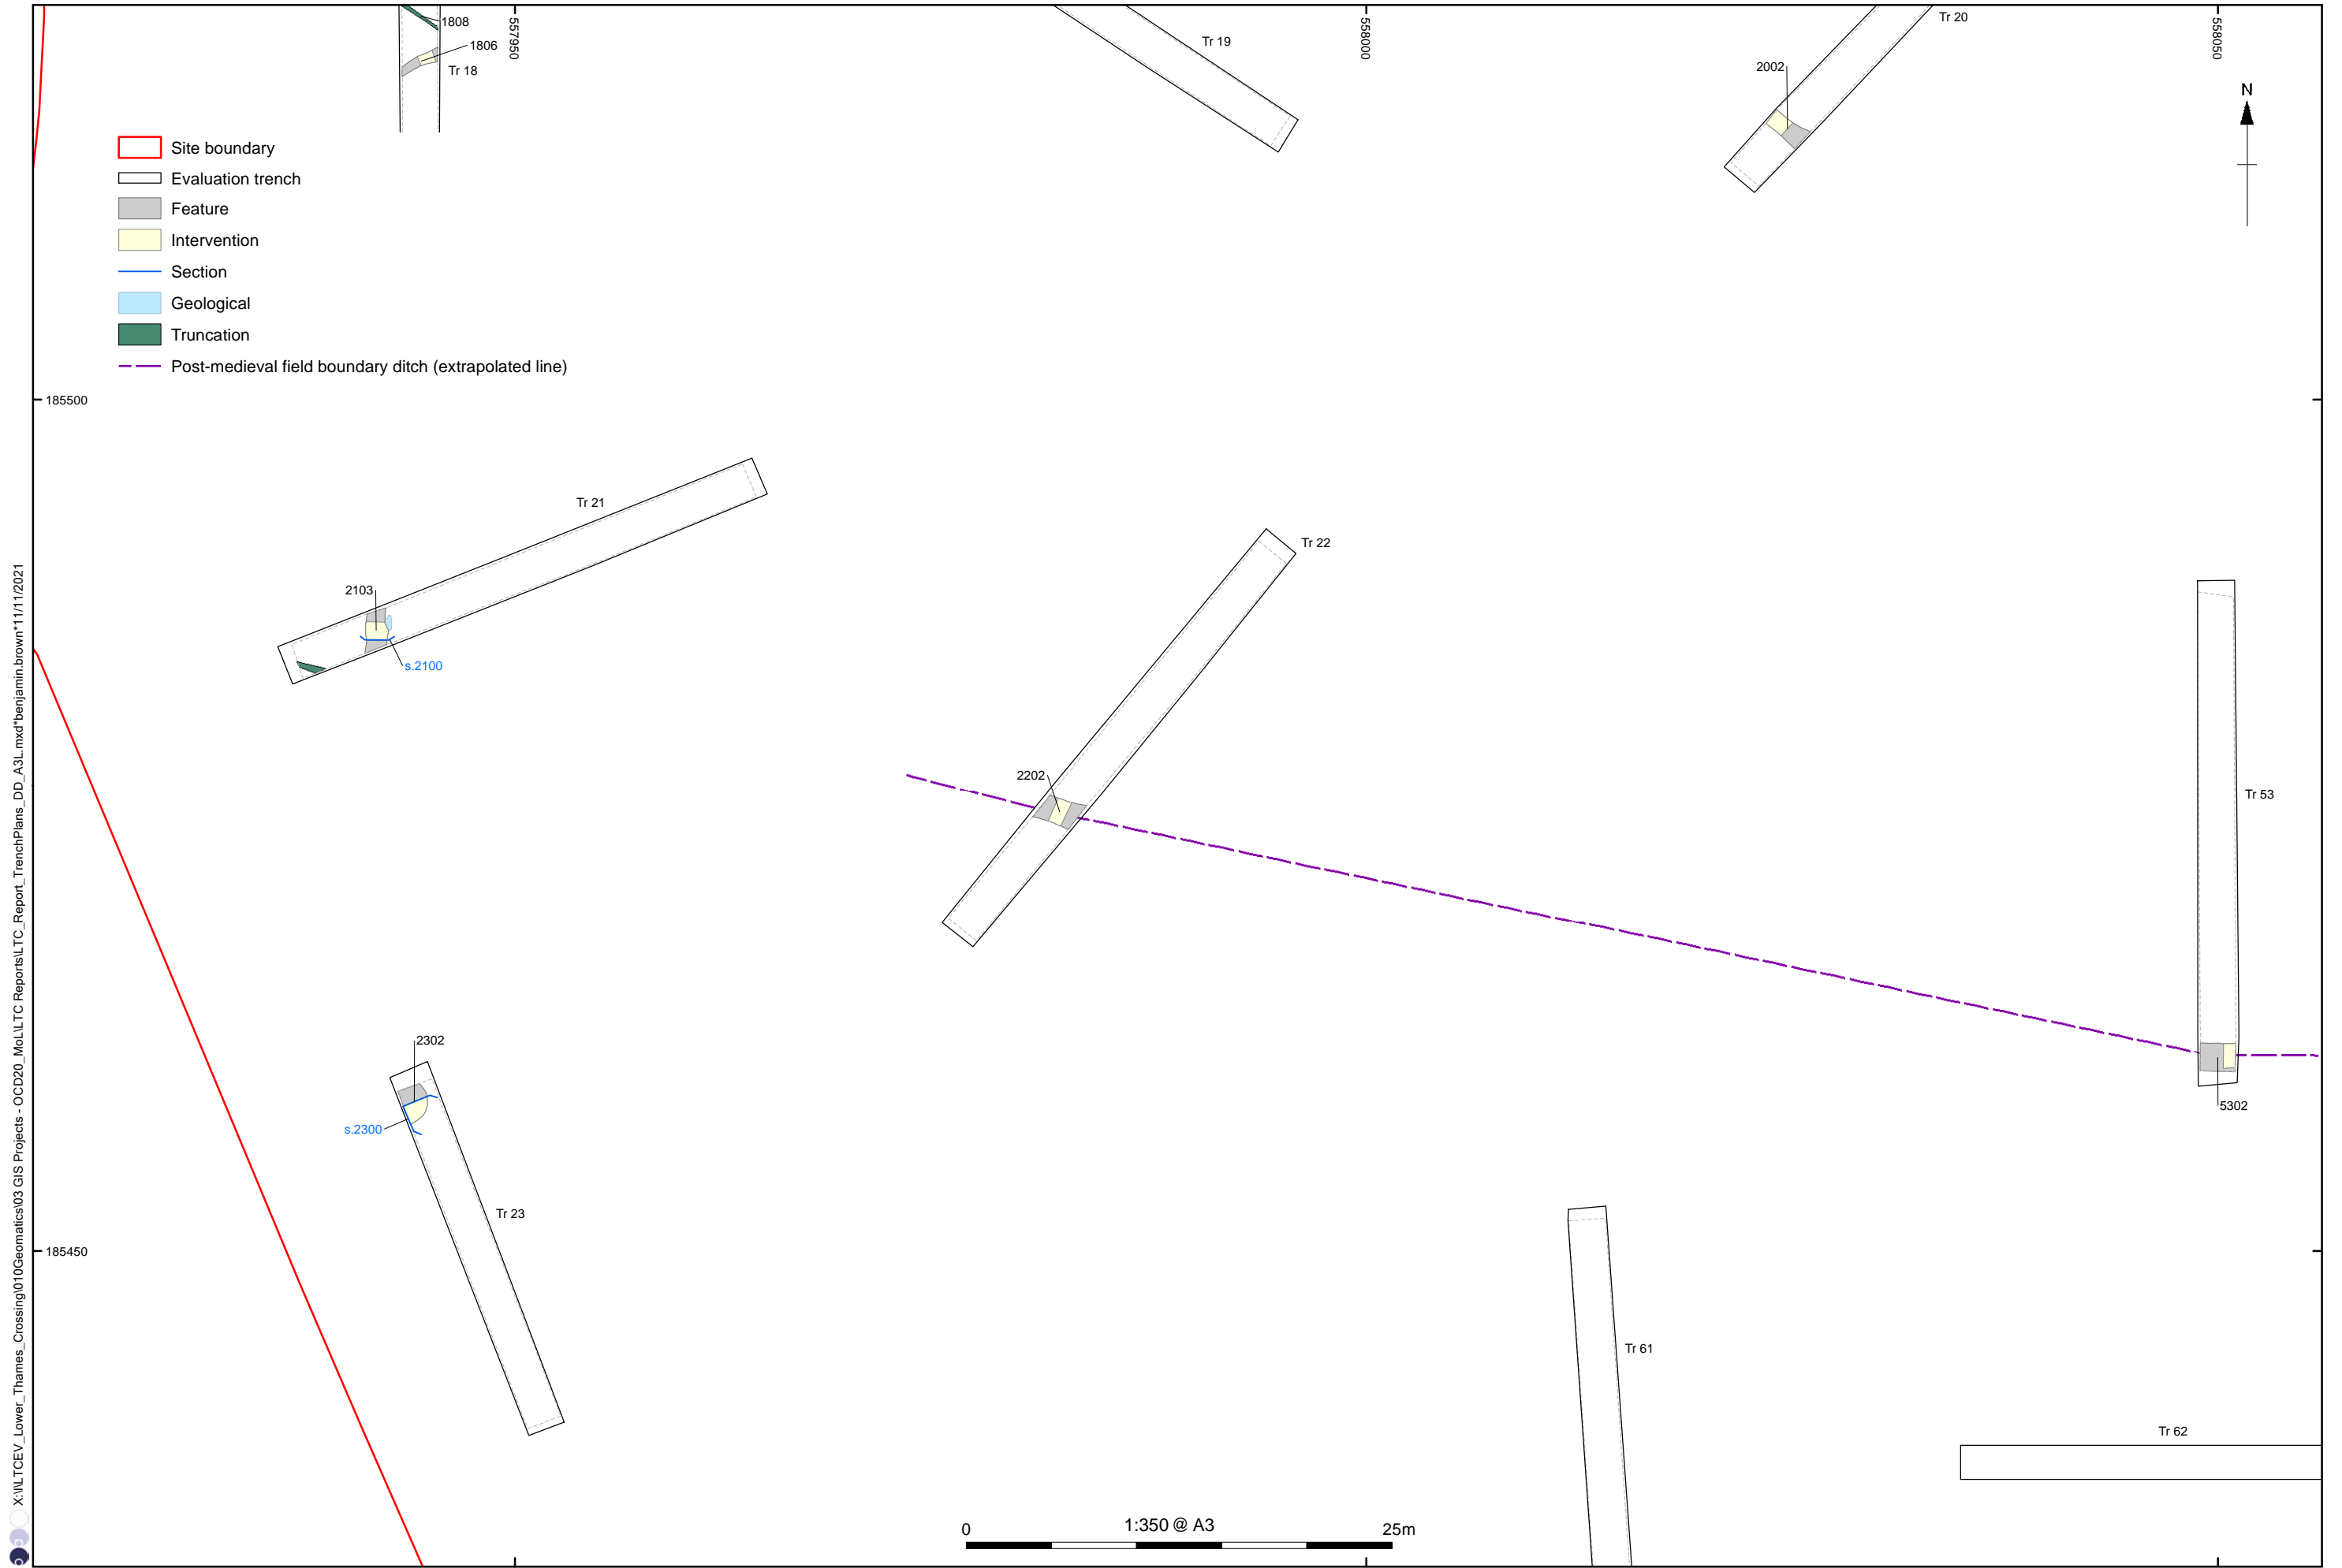 1808
1806
Tr 18
557950
Tr 19
558000
Tr 20
2002
558050
N
Site boundary
Evaluation trench
Feature
Intervention
Section
Geological
Truncation
Post-medieval field boundary ditch (extrapolated line)
185500
Tr 21
2103
s.2100
Tr 22
2202
Tr 53
5302
2302
s.2300
Tr 23
185450
Tr 61
Tr 62
0
1:350 @ A3
25m
X:\I\LTCEV_Lower_Thames_Crossing\010Geomatics\03 GIS Projects - OCD20_MoL\LTC Reports\LTC_Report_TrenchPlans_DD_A3L.mxd*benjamin.brown*11/11/2021